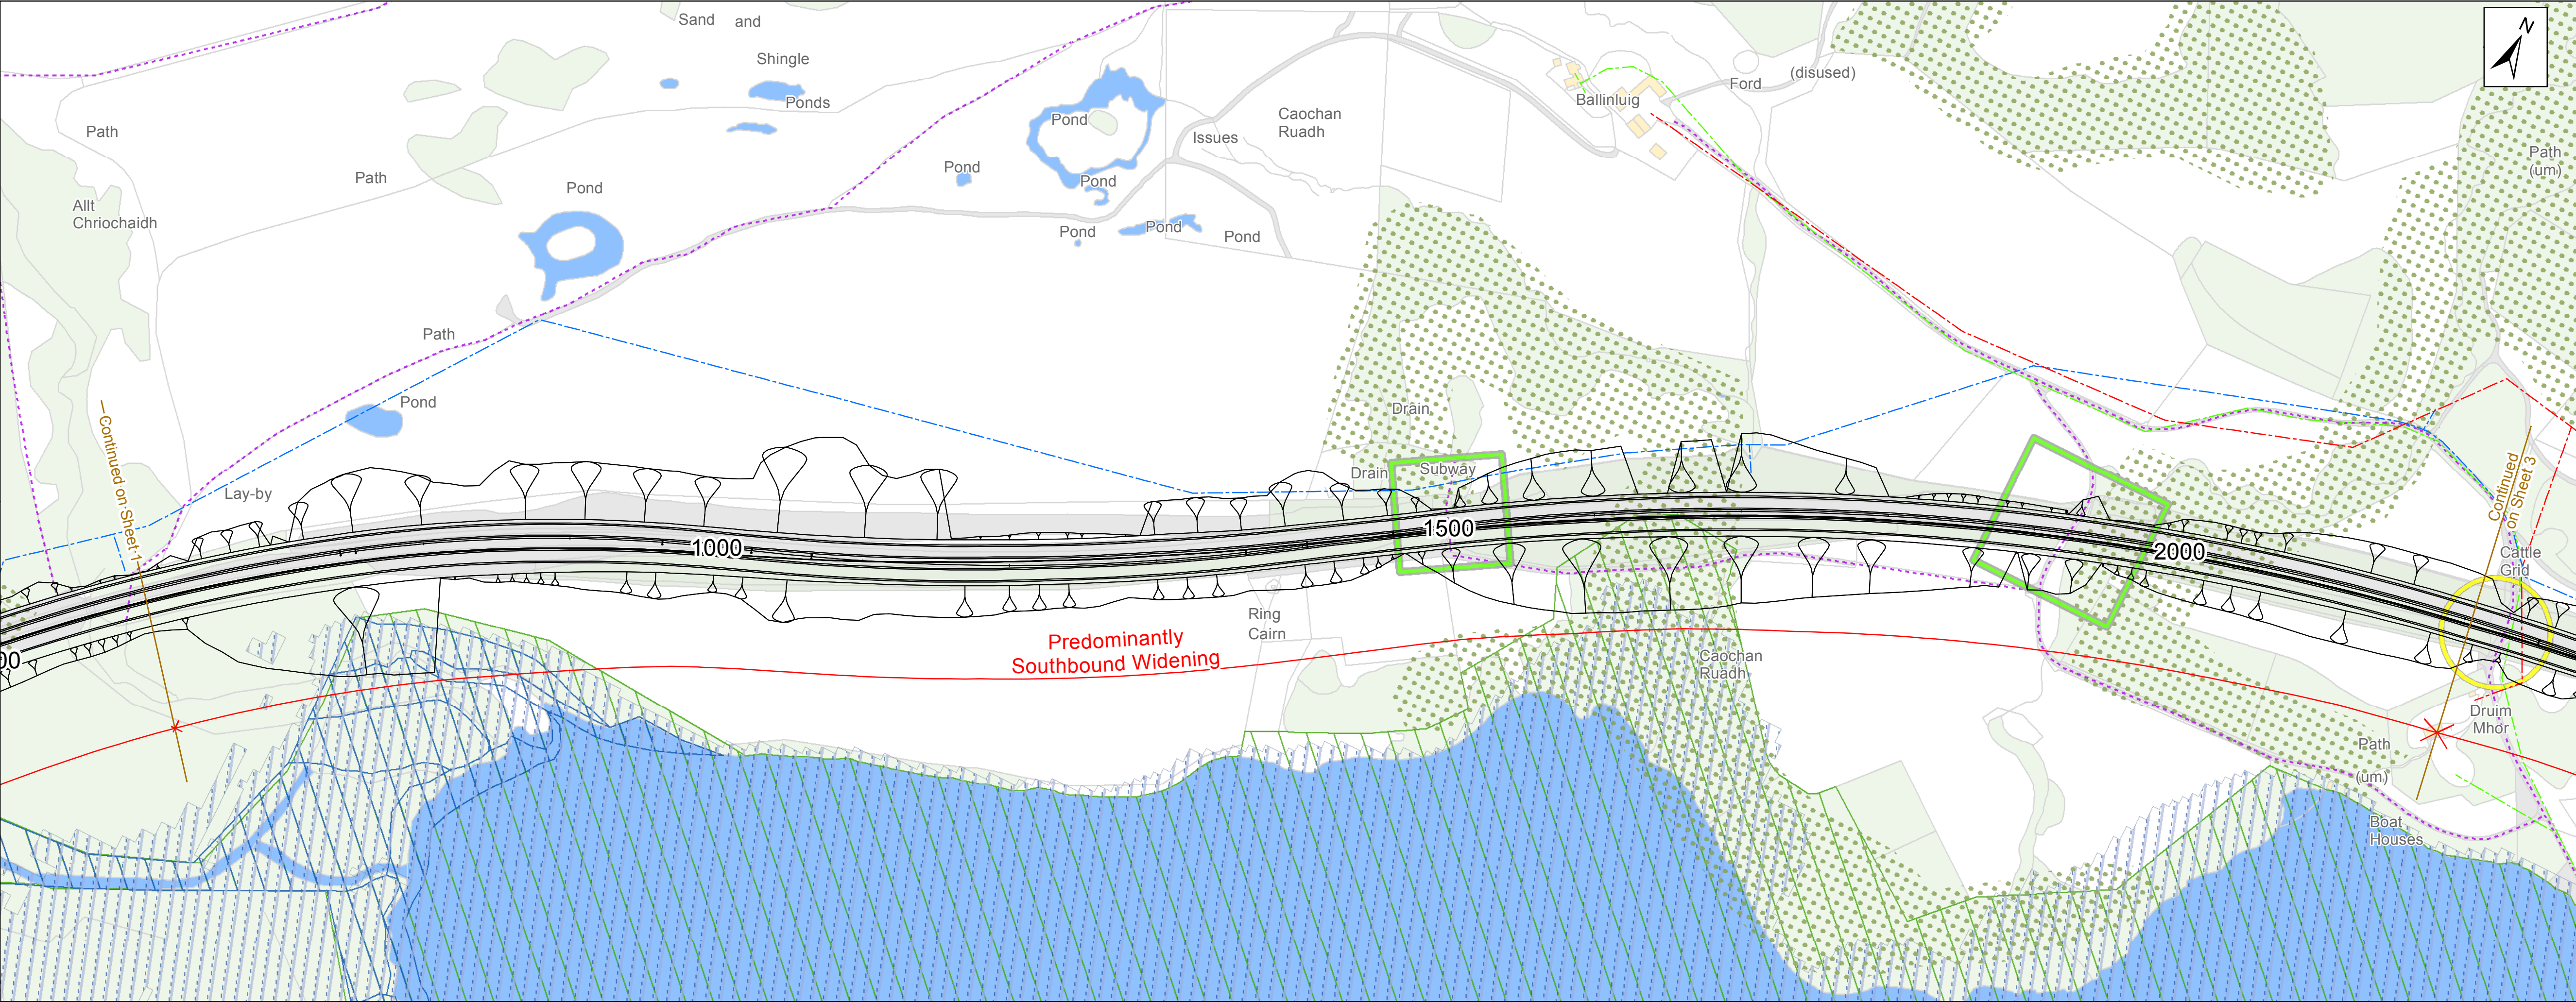 Sand and
Shingle
Ponds
N
Path
Path
Allt
Chriochaidh
Pond
Pond
Pond
Pond
Pond
Pond
Pond
Issues
Caochan
Ruadh
Ballinluig
Ford
(disused)
Path
(um)
Path
Pond
Lay-by
Continued on Sheet 1
Drain
Drain
Subway
1000
1500
2000
00
Continued
on Sheet 3
Cattle
Grid
Ring
Cairn
Predominantly
Southbound Widening
Caochan
Ruadh
Druim
Mhor
Path
(um)
Boat
Houses